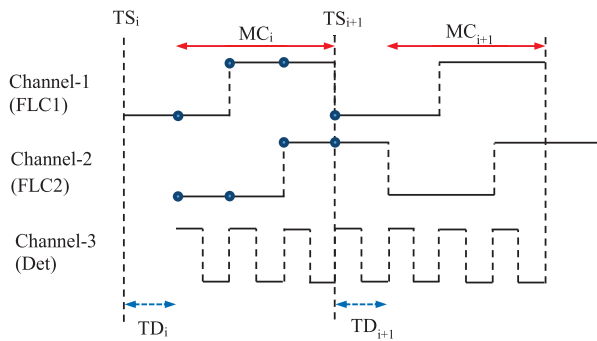 TSi TSi+1
MCi MCi+1
Channel-1
(FLC1)
Channel-2
(FLC2)
Channel-3
(Det)
TDi TDi+1